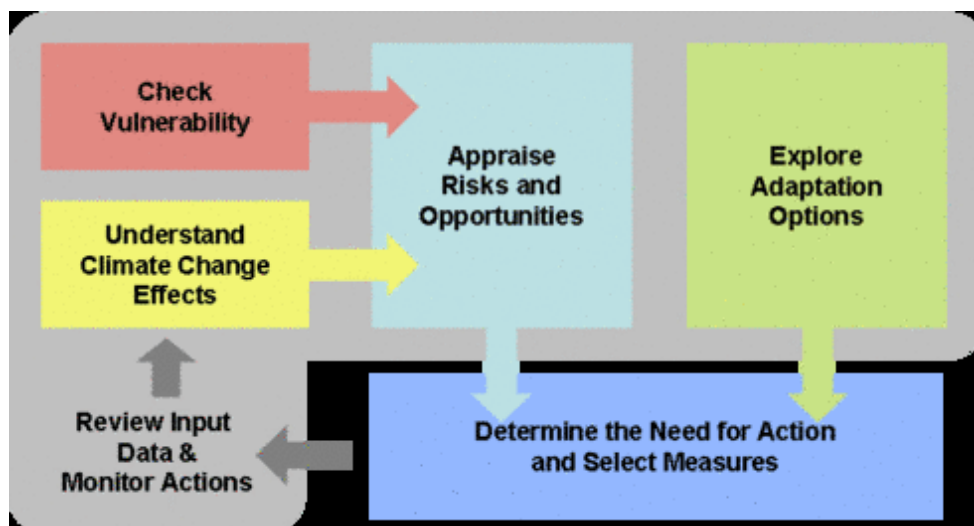 Check
Vulnerability
Appraise
Risks and
Opportunities
Explore
Adaptation
Options
Understand
Climate Change
Effects
Review Input
Data &
Monitor Actions
Determine the Need for Action
and Select Measures